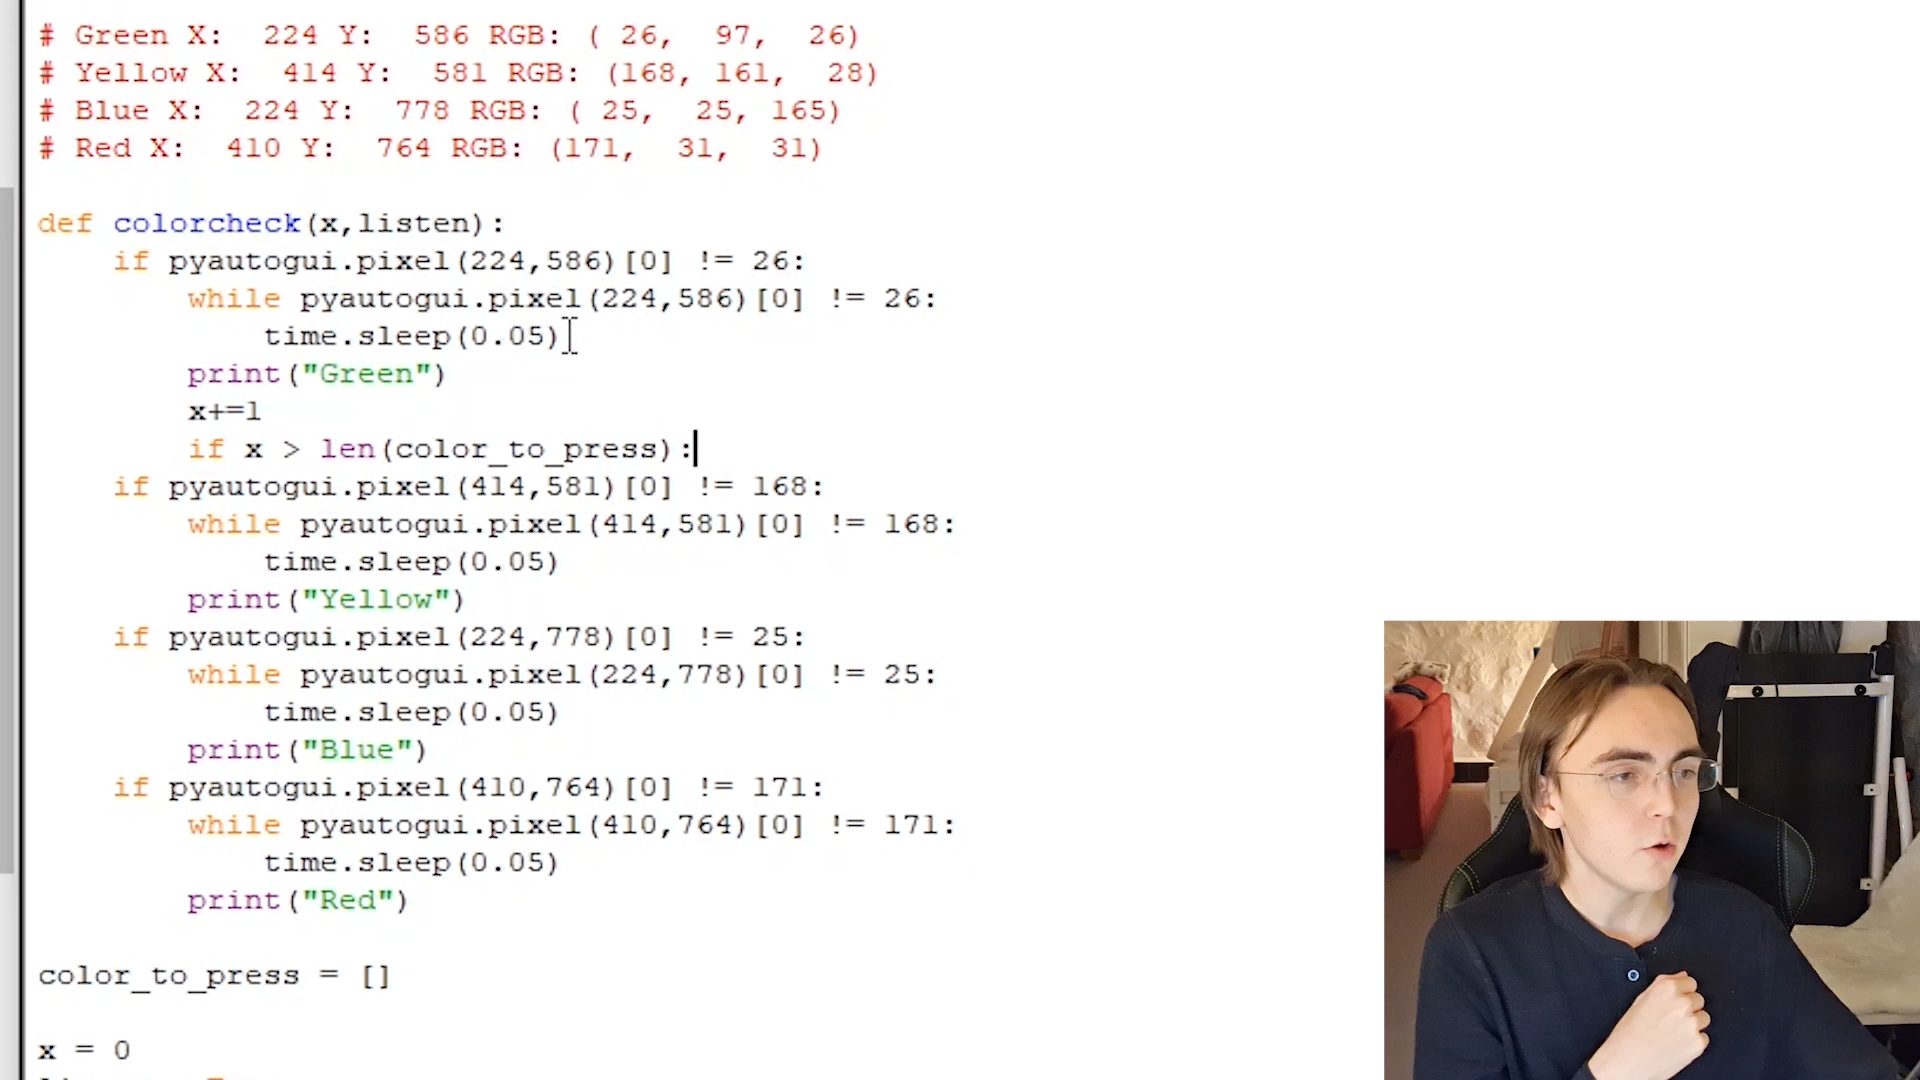 # Green X:  224 Y:  586 RGB: ( 26,  97,  26)
# Yellow X:  414 Y:  581 RGB: (168, 161,  28)
# Blue X:  224 Y:  778 RGB: ( 25,  25, 165)
# Red X:  410 Y:  764 RGB: (171,  31,  31)
def colorcheck(x,listen):
    if pyautogui.pixel(224,586)[0] != 26:
        while pyautogui.pixel(224,586)[0] != 26:
            time.sleep(0.05)
        print("Green")
        x+=1
        if x > len(color_to_press):
    if pyautogui.pixel(414,581)[0] != 168:
        while pyautogui.pixel(414,581)[0] != 168:
            time.sleep(0.05)
        print("Yellow")
    if pyautogui.pixel(224,778)[0] != 25:
        while pyautogui.pixel(224,778)[0] != 25:
            time.sleep(0.05)
        print("Blue")
    if pyautogui.pixel(410,764)[0] != 171:
        while pyautogui.pixel(410,764)[0] != 171:
            time.sleep(0.05)
        print("Red")
color_to_press = []
x = 0